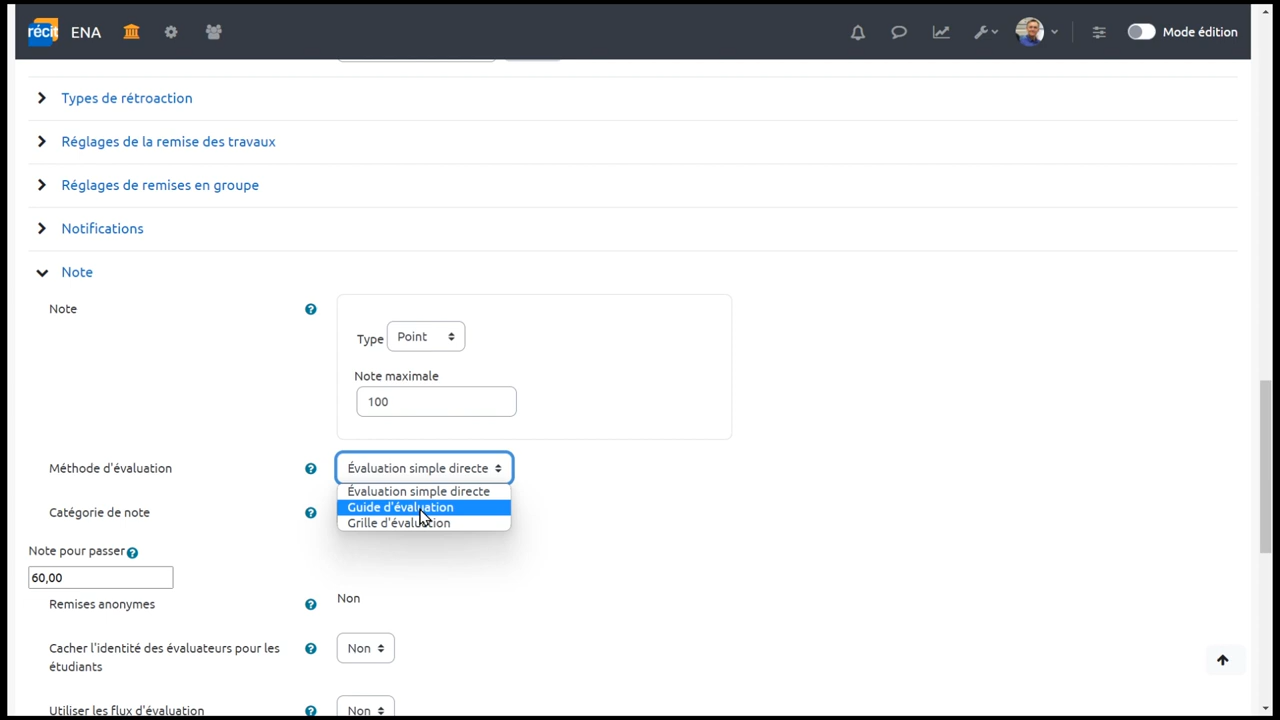 récit ENA Mode édition
Types de rétroaction
Réglages de la remise des travaux
Réglages de remises en groupe
Notifications
Note
Note
Type Point
Note maximale
100
Méthode d'évaluation Évaluation simple directe
Évaluation simple directe
Guide d'évaluation
Catégorie de note
Grille d'évaluation
Note pour passer
60,00
Remises anonymes Non
Cacher l'identité des évaluateurs pour les
étudiants
Non
Utiliser les flux d'évaluation Non